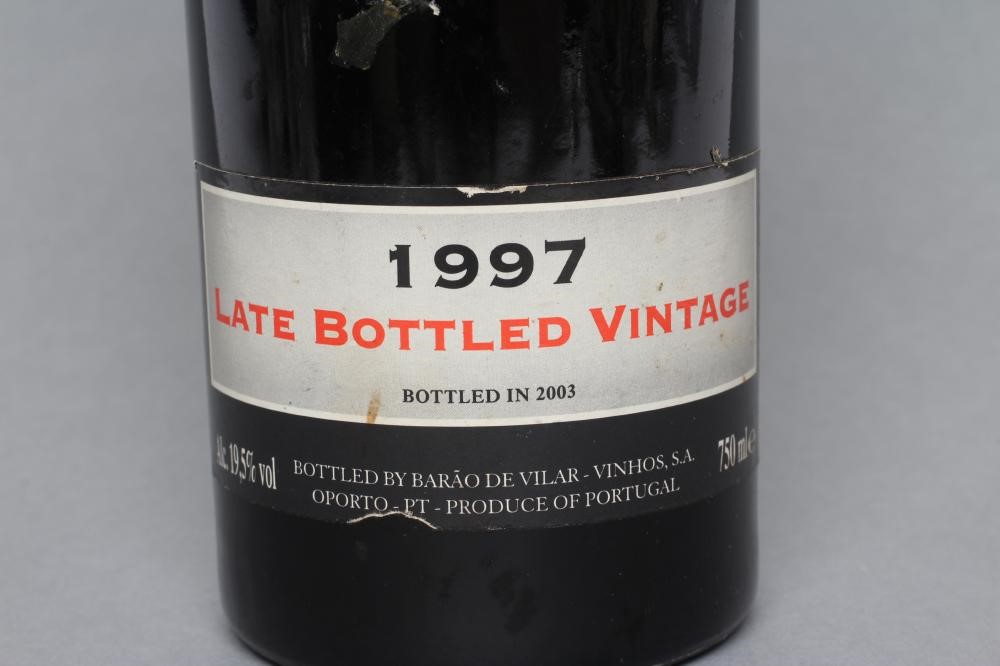 1997
LATE BOTTLED VINTAGE
BOTTLED IN 2003
Alc. 19,5% vol
BOTTLED BY BARÃO DE VILAR - VINHOS, S.A.
750 ml e
OPORTO - PT - PRODUCE OF PORTUGAL